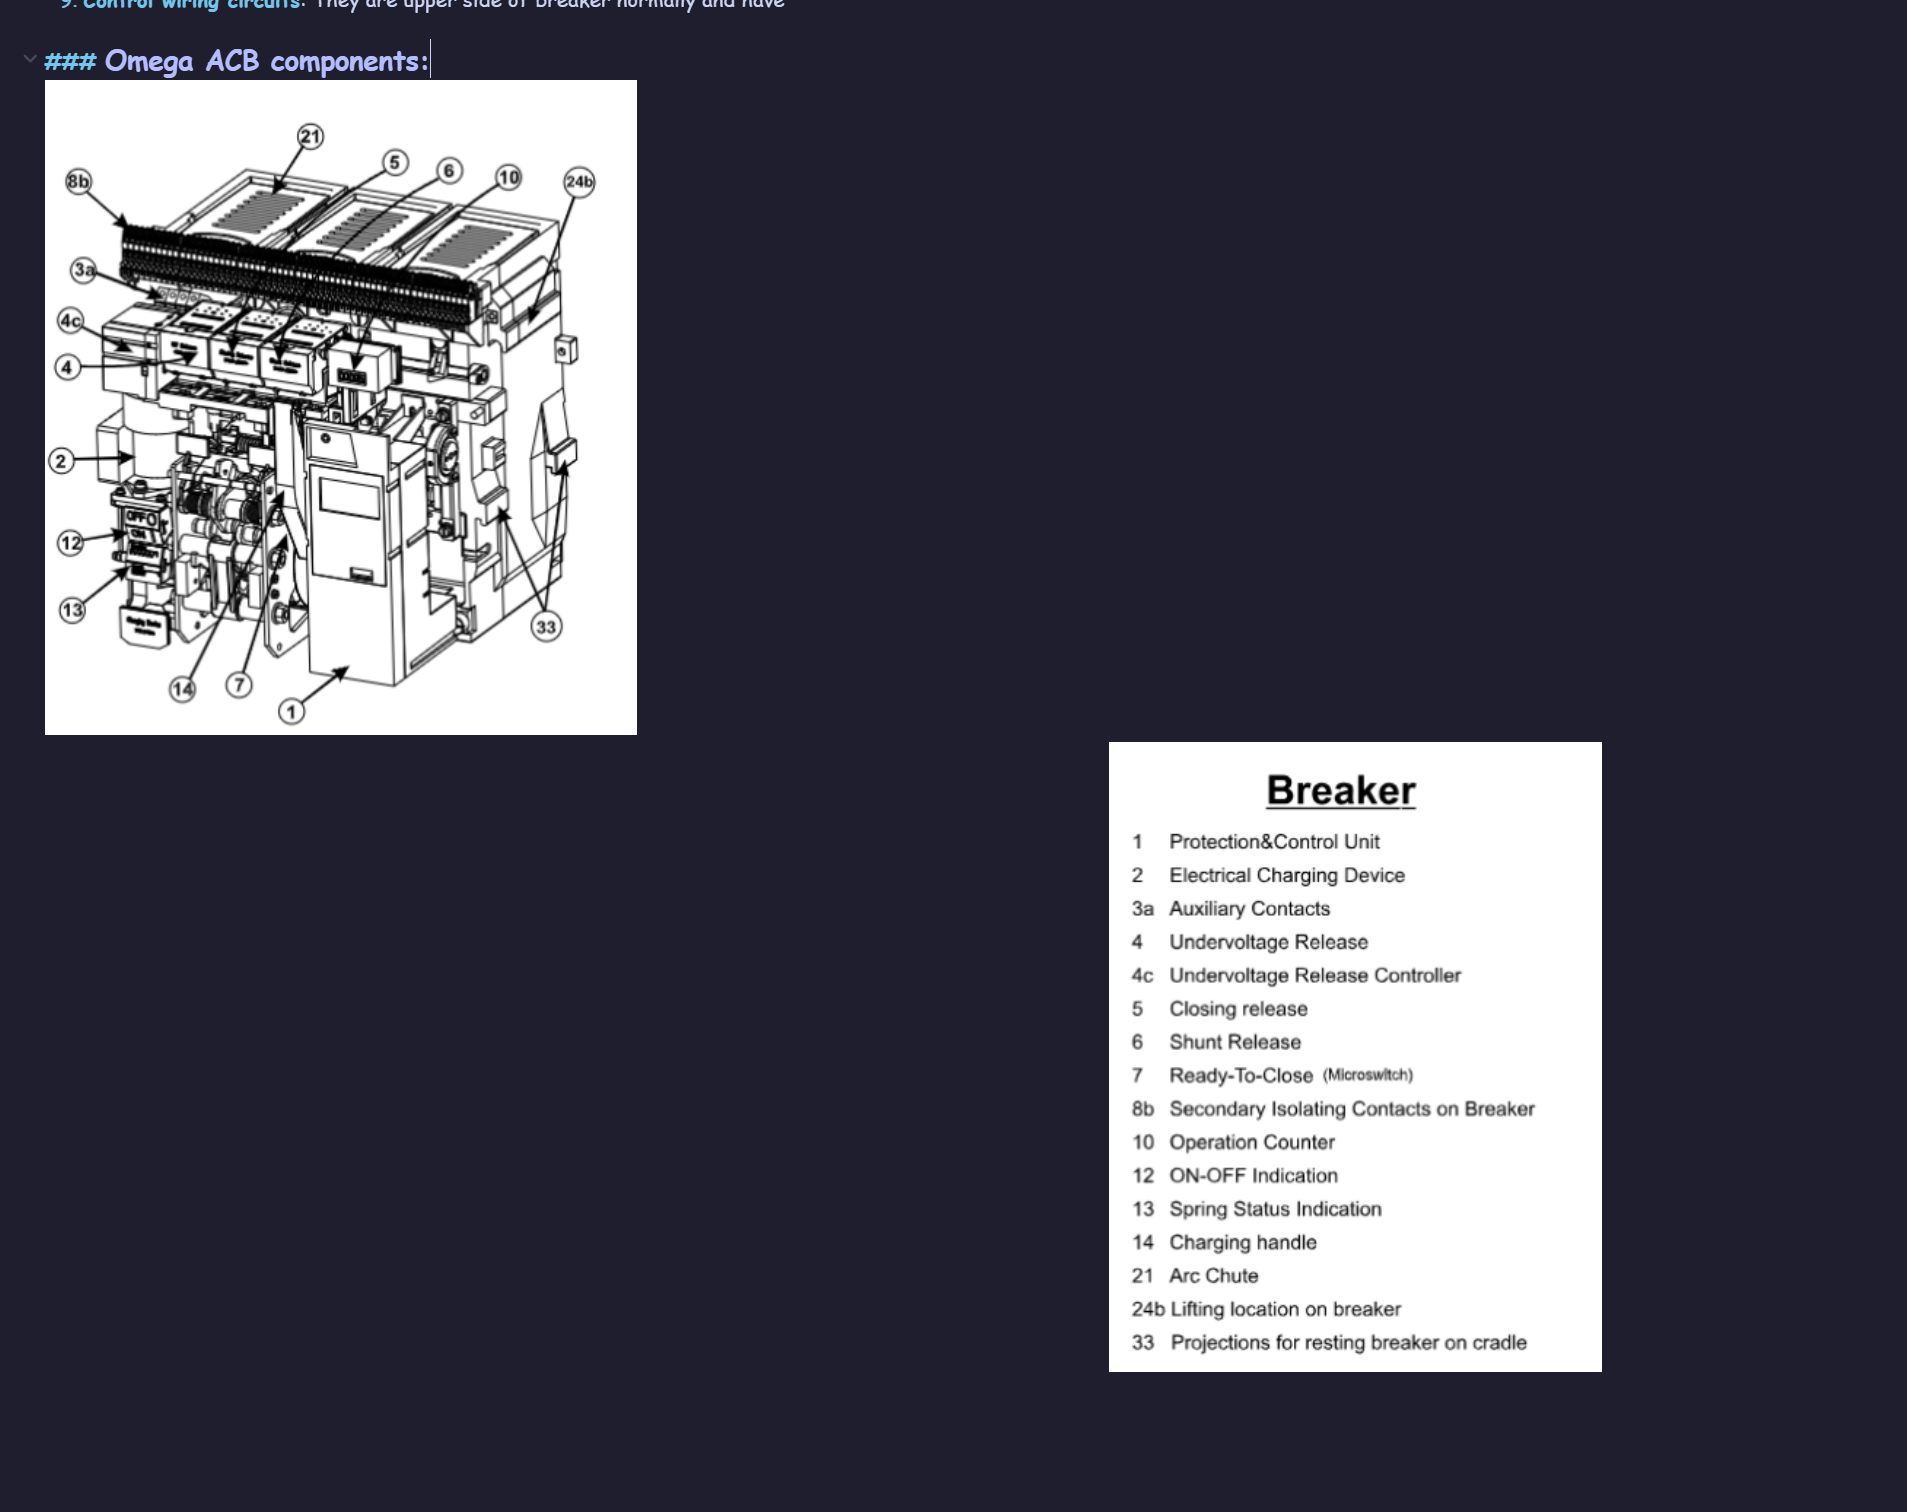 9. Control wiring circuits: They are upper side of breaker normally and have
### Omega ACB components:
21
5
6
10
24b
8b
3a
4c
4
2
OFF
12
13
33
14
7
1
Breaker
1 Protection&Control Unit
2 Electrical Charging Device
3a Auxiliary Contacts
4 Undervoltage Release
4c Undervoltage Release Controller
5 Closing release
6 Shunt Release
7 Ready-To-Close (Microswitch)
8b Secondary Isolating Contacts on Breaker
10 Operation Counter
12 ON-OFF Indication
13 Spring Status Indication
14 Charging handle
21 Arc Chute
24b Lifting location on breaker
33 Projections for resting breaker on cradle